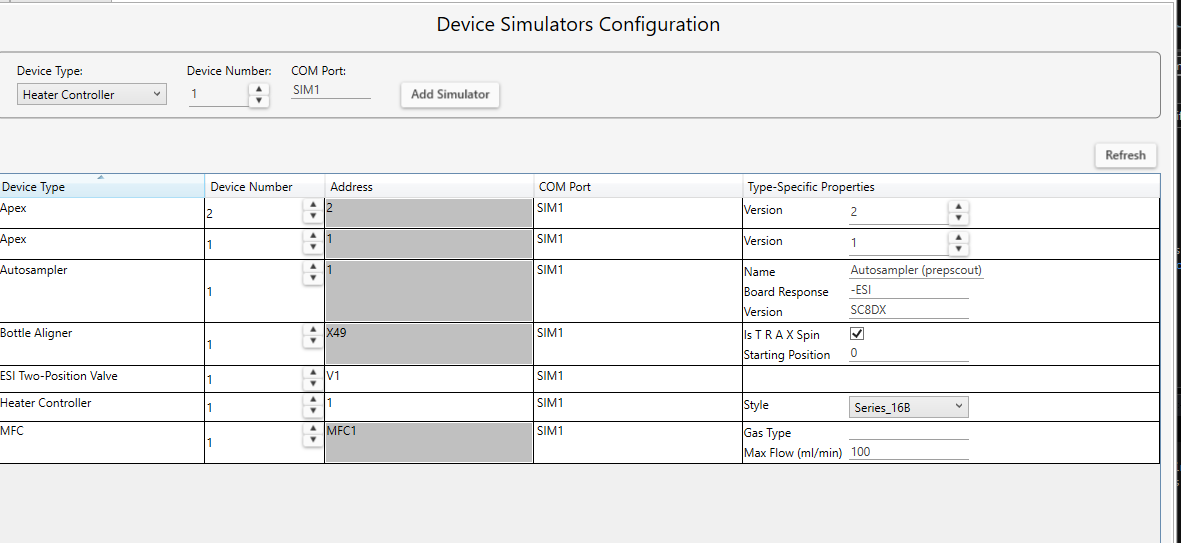 Device Simulators Configuration
Device Type: Device Number: COM Port:
Heater Controller 1 SIM1 Add Simulator
Refresh
Device Type Device Number Address COM Port Type-Specific Properties
Apex 2 2 SIM1 Version 2
Apex 1 1 SIM1 Version 1
Autosampler 1 1 SIM1 Name Autosampler (prepscout)
Board Response -ESI
Version SC8DX
Bottle Aligner 1 X49 SIM1 Is T R A X Spin
Starting Position 0
ESI Two-Position Valve 1 V1 SIM1
Heater Controller 1 1 SIM1 Style Series_16B
MFC 1 MFC1 SIM1 Gas Type
Max Flow (ml/min) 100